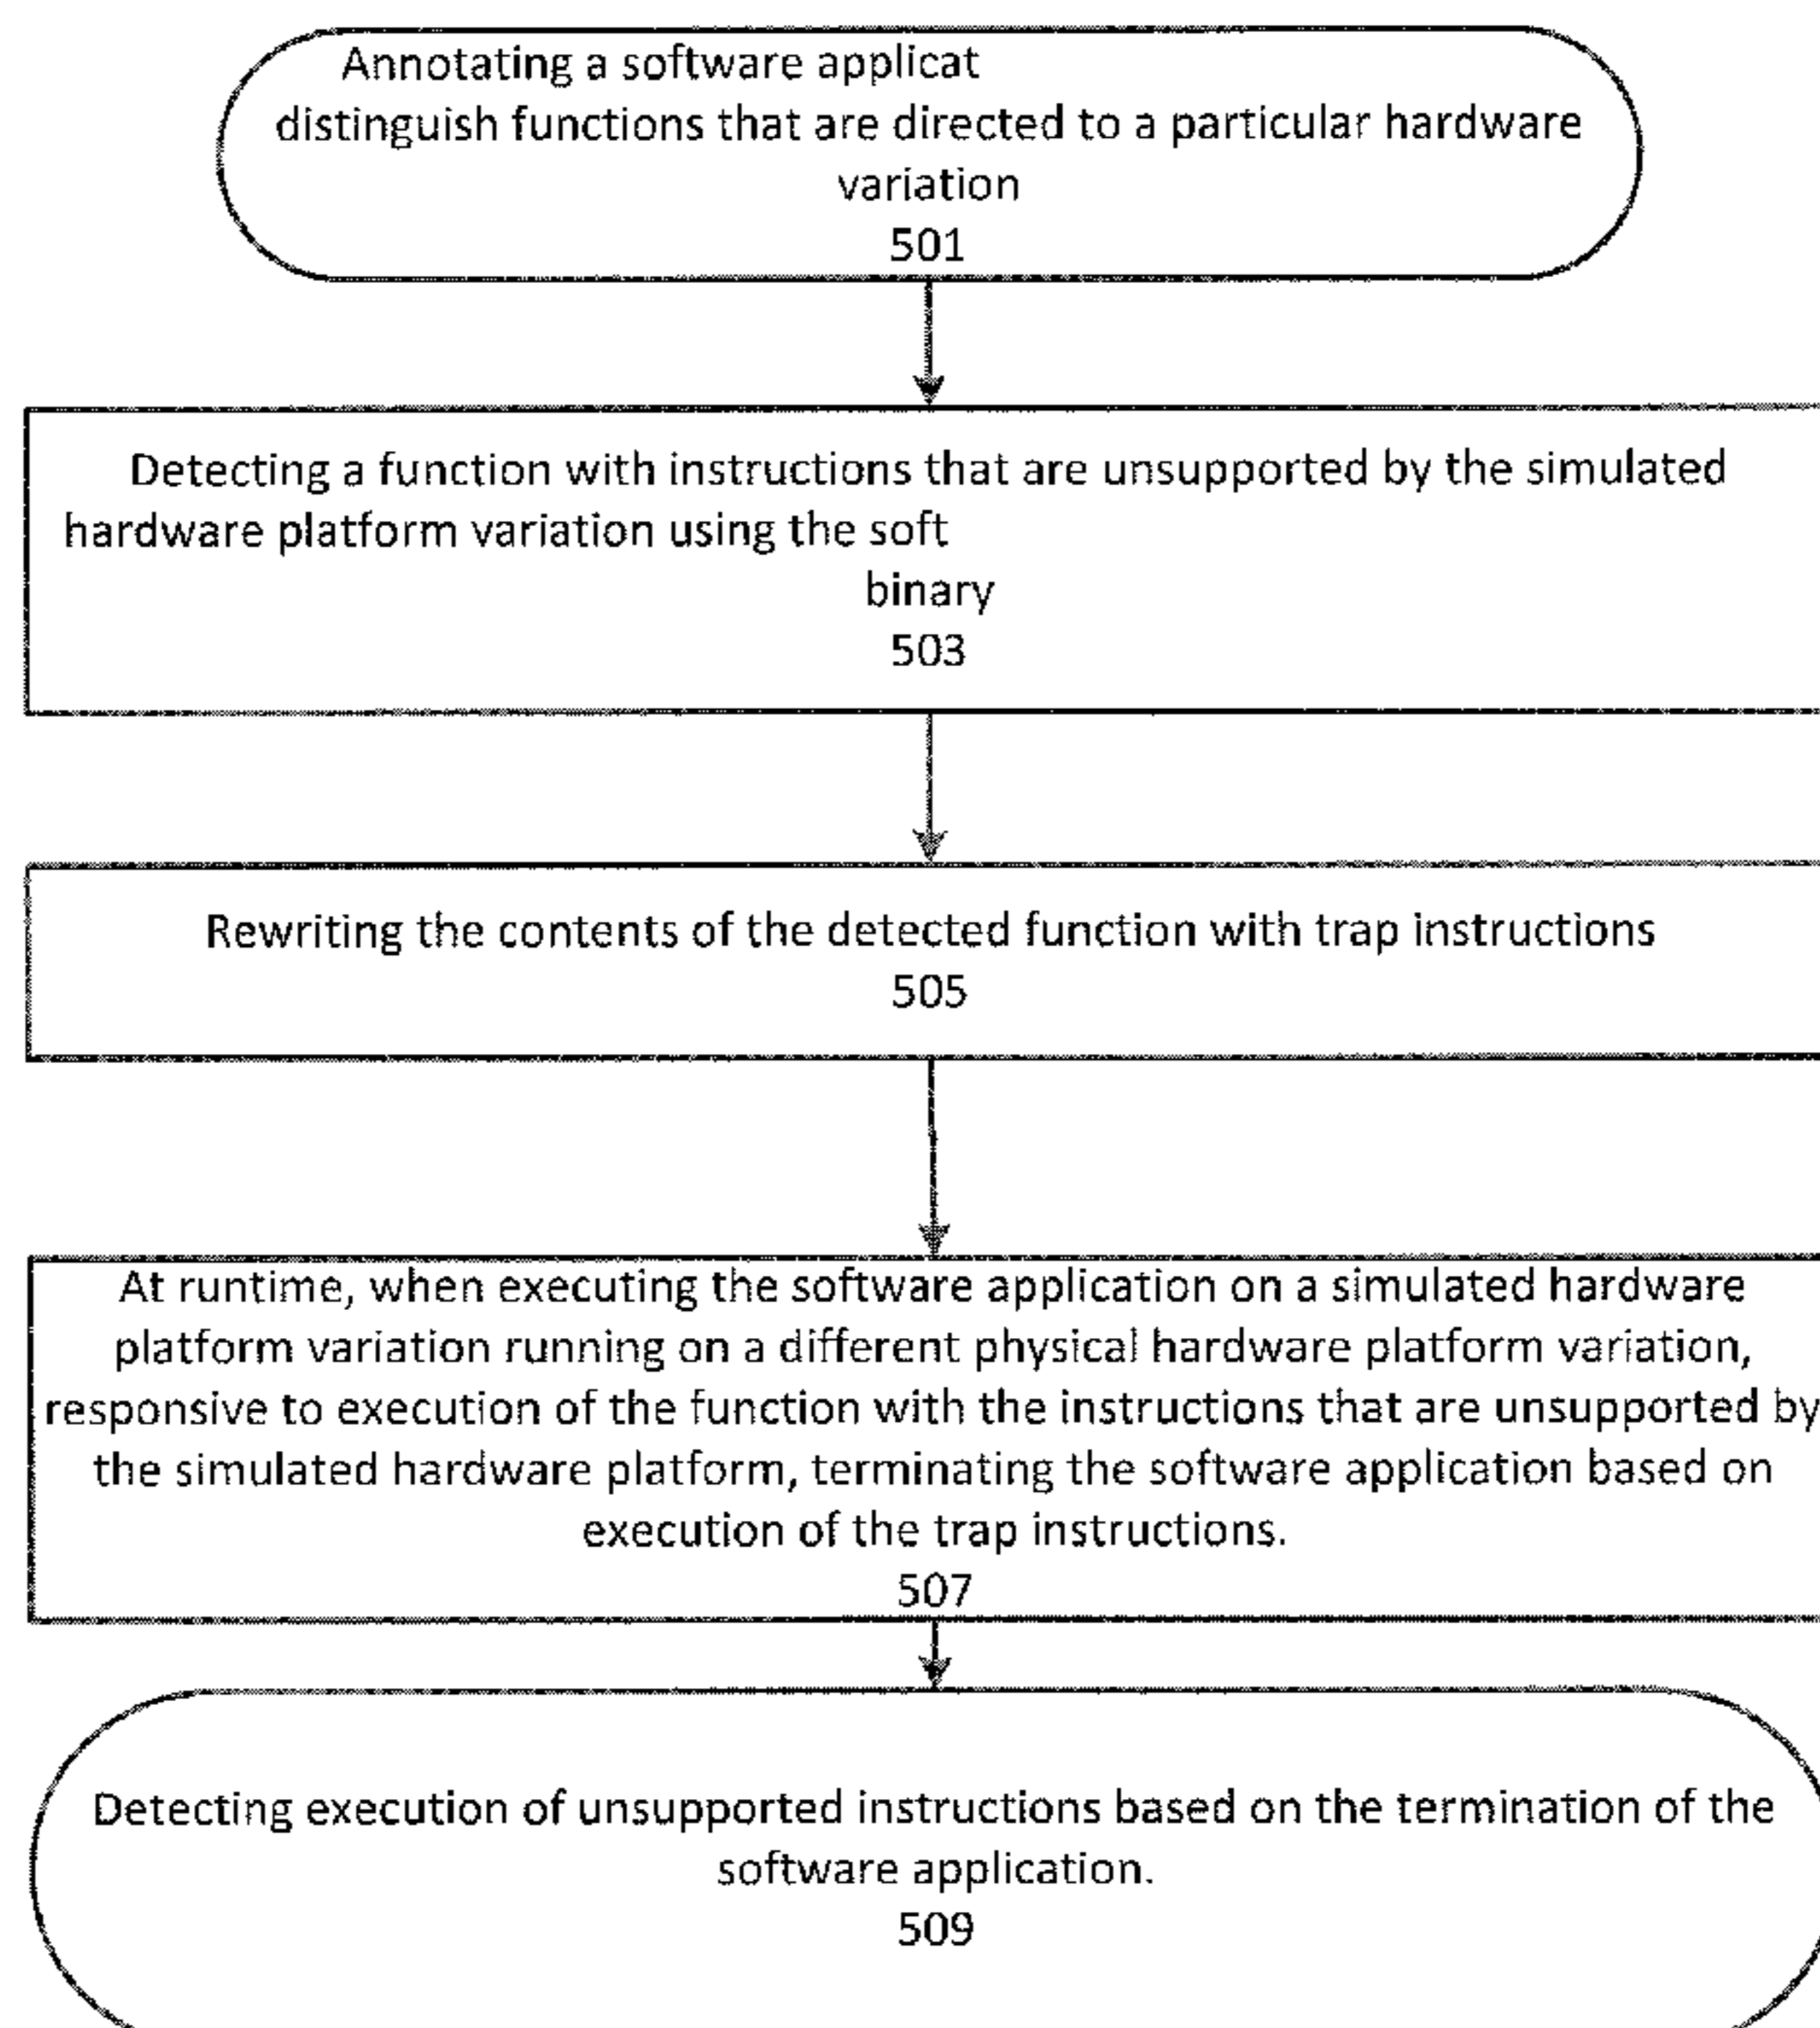 Annotating a software applicat
distinguish functions that are directed to a particular hardware
variation
501
Detecting a function with instructions that are unsupported by the simulated
hardware platform variation using the soft
binary
503
Rewriting the contents of the detected function with trap instructions
505
At runtime, when executing the software application on a simulated hardware
platform variation running on a different physical hardware platform variation,
responsive to execution of the function with the instructions that are unsupported by
the simulated hardware platform, terminating the software application based on
execution of the trap instructions.
507
Detecting execution of unsupported instructions based on the termination of the
software application.
509